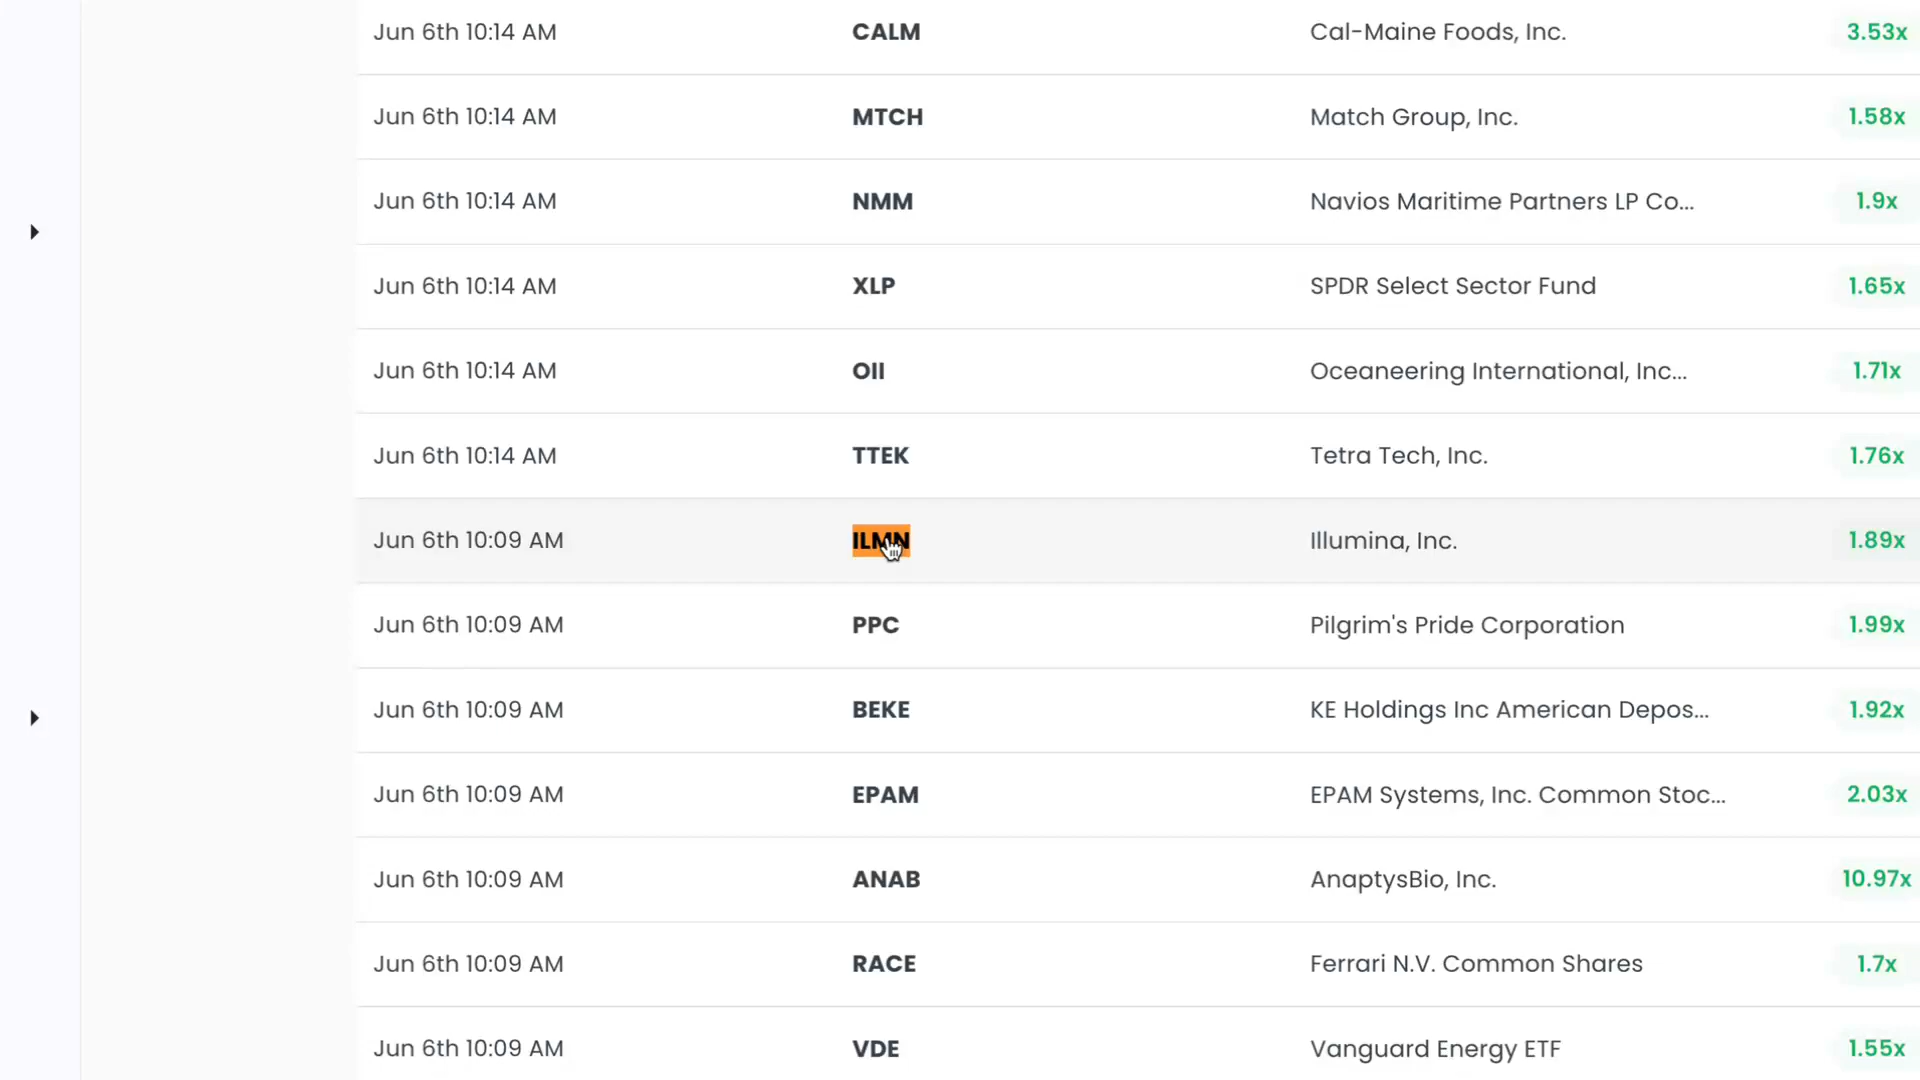 Jun 6th 10:14 AM CALM Cal-Maine Foods, Inc. 3.53x
Jun 6th 10:14 AM MTCH Match Group, Inc. 1.58x
Jun 6th 10:14 AM NMM Navios Maritime Partners LP Co... 1.9x
Jun 6th 10:14 AM XLP SPDR Select Sector Fund 1.65x
Jun 6th 10:14 AM OII Oceaneering International, Inc... 1.71x
Jun 6th 10:14 AM TTEK Tetra Tech, Inc. 1.76x
Jun 6th 10:09 AM ILMN Illumina, Inc. 1.89x
Jun 6th 10:09 AM PPC Pilgrim's Pride Corporation 1.99x
Jun 6th 10:09 AM BEKE KE Holdings Inc American Depos... 1.92x
Jun 6th 10:09 AM EPAM EPAM Systems, Inc. Common Stoc... 2.03x
Jun 6th 10:09 AM ANAB AnaptysBio, Inc. 10.97x
Jun 6th 10:09 AM RACE Ferrari N.V. Common Shares 1.7x
Jun 6th 10:09 AM VDE Vanguard Energy ETF 1.55x